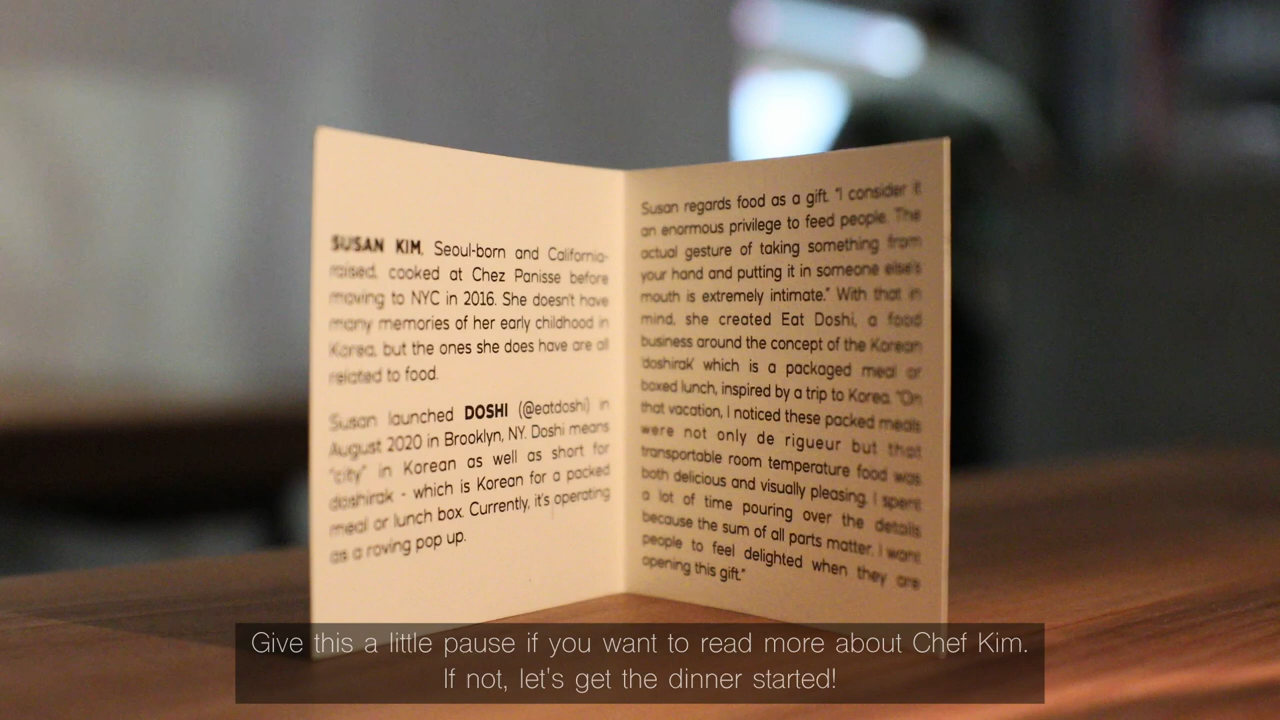 SUSAN KIM, Seoul-born and California-
raised, cooked at Chez Panisse before
moving to NYC in 2016. She doesn't have
many memories of her early childhood in
Korea, but the ones she does have are all
related to food.
Susan launched DOSHI (@eatdoshi) in
August 2020 in Brooklyn, NY. Doshi means
"city" in Korean as well as short for
doshirak - which is Korean for a packed
meal or lunch box. Currently, it's operating
as a roving pop up.
Susan regards food as a gift. "I consider it
an enormous privilege to feed people. The
actual gesture of taking something from
your hand and putting it in someone else's
mouth is extremely intimate." With that in
mind, she created Eat Doshi, a food
business around the concept of the Korean
'doshirak' which is a packaged meal or
boxed lunch, inspired by a trip to Korea. "On
that vacation, I noticed these packed meals
were not only de rigueur but that
transportable room temperature food was
both delicious and visually pleasing. I spent
a lot of time pouring over the details
because the sum of all parts matter. I want
people to feel delighted when they are
opening this gift."
Give this a little pause if you want to read more about Chef Kim.
If not, let's get the dinner started!